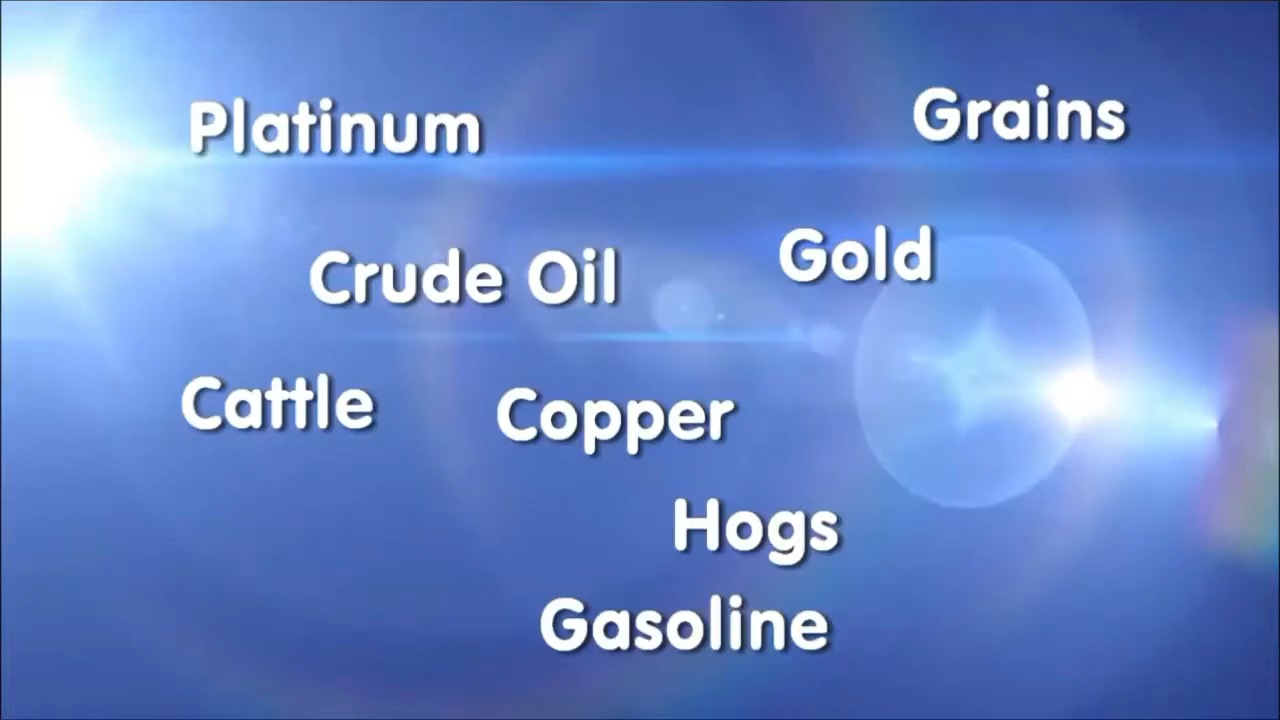 Platinum
Grains
Crude Oil
Gold
Cattle
Copper
Hogs
Gasoline